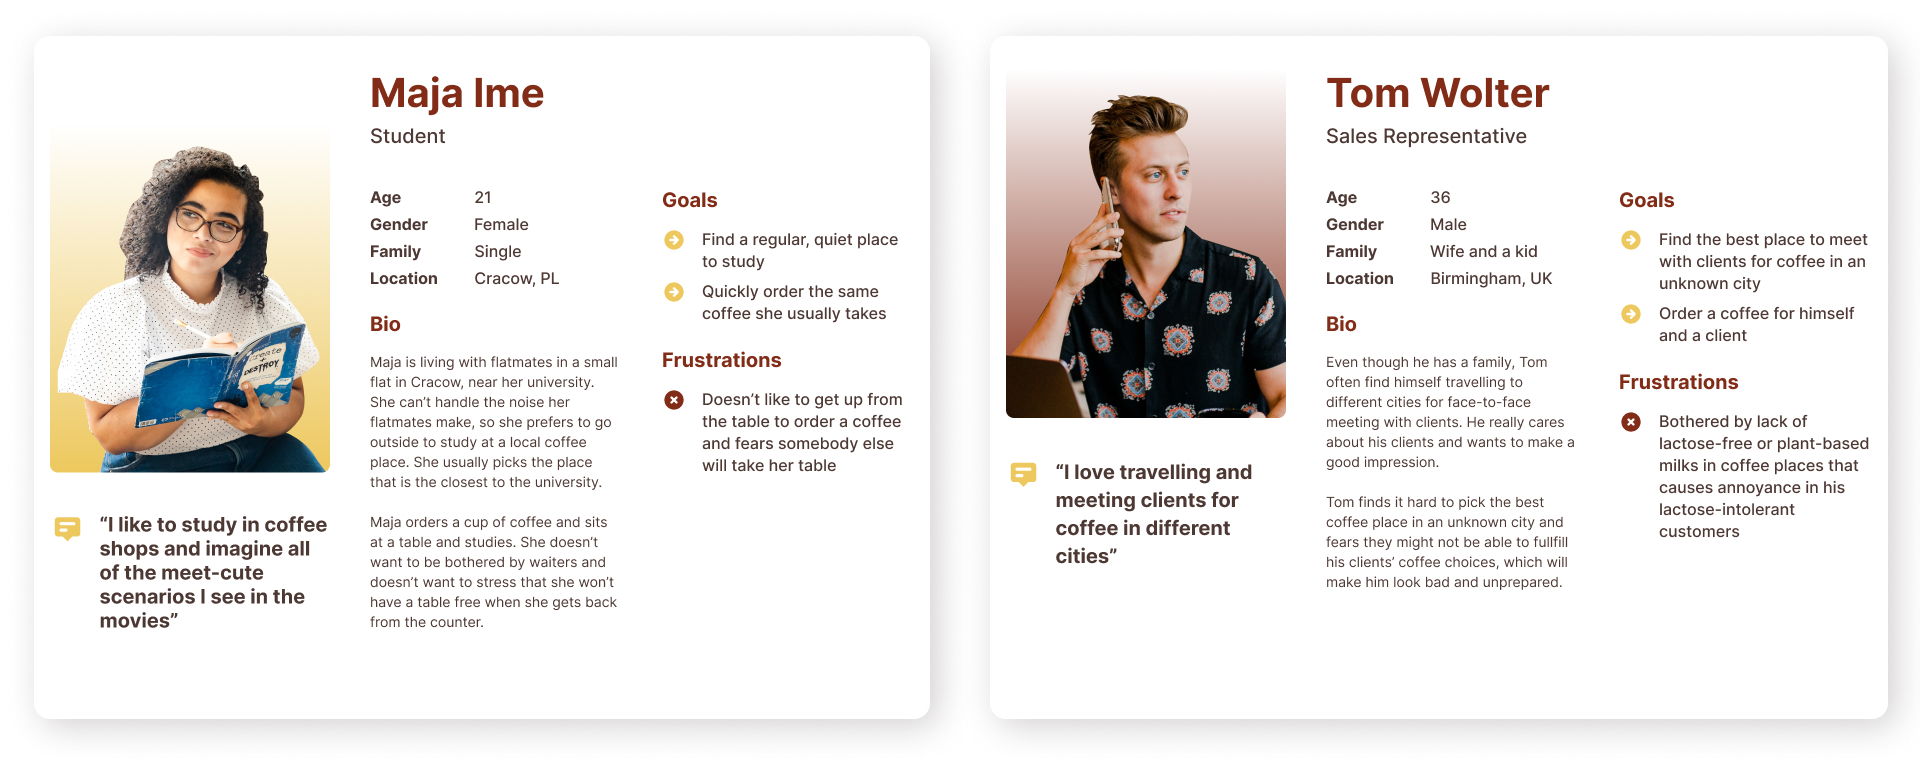 Maja Ime
Student
Age 21
Gender Female
Family Single
Location Cracow, PL
Bio
Maja is living with flatmates in a small
flat in Cracow, near her university.
She can’t handle the noise her
flatmates make, so she prefers to go
outside to study at a local coffee
place. She usually picks the place
that is the closest to the university.
Maja orders a cup of coffee and sits
at a table and studies. She doesn’t
want to be bothered by waiters and
doesn’t want to stress that she won’t
have a table free when she gets back
from the counter.
Goals
Find a regular, quiet place
to study
Quickly order the same
coffee she usually takes
Frustrations
Doesn’t like to get up from
the table to order a coffee
and fears somebody else
will take her table
create
+
DESTROY
“I like to study in coffee
shops and imagine all
of the meet-cute
scenarios I see in the
movies”
Tom Wolter
Sales Representative
Age 36
Gender Male
Family Wife and a kid
Location Birmingham, UK
Bio
Even though he has a family, Tom
often find himself travelling to
different cities for face-to-face
meeting with clients. He really cares
about his clients and wants to make a
good impression.
Tom finds it hard to pick the best
coffee place in an unknown city and
fears they might not be able to fullfill
his clients’ coffee choices, which will
make him look bad and unprepared.
Goals
Find the best place to meet
with clients for coffee in an
unknown city
Order a coffee for himself
and a client
Frustrations
Bothered by lack of
lactose-free or plant-based
milks in coffee places that
causes annoyance in his
lactose-intolerant
customers
“I love travelling and
meeting clients for
coffee in different
cities”